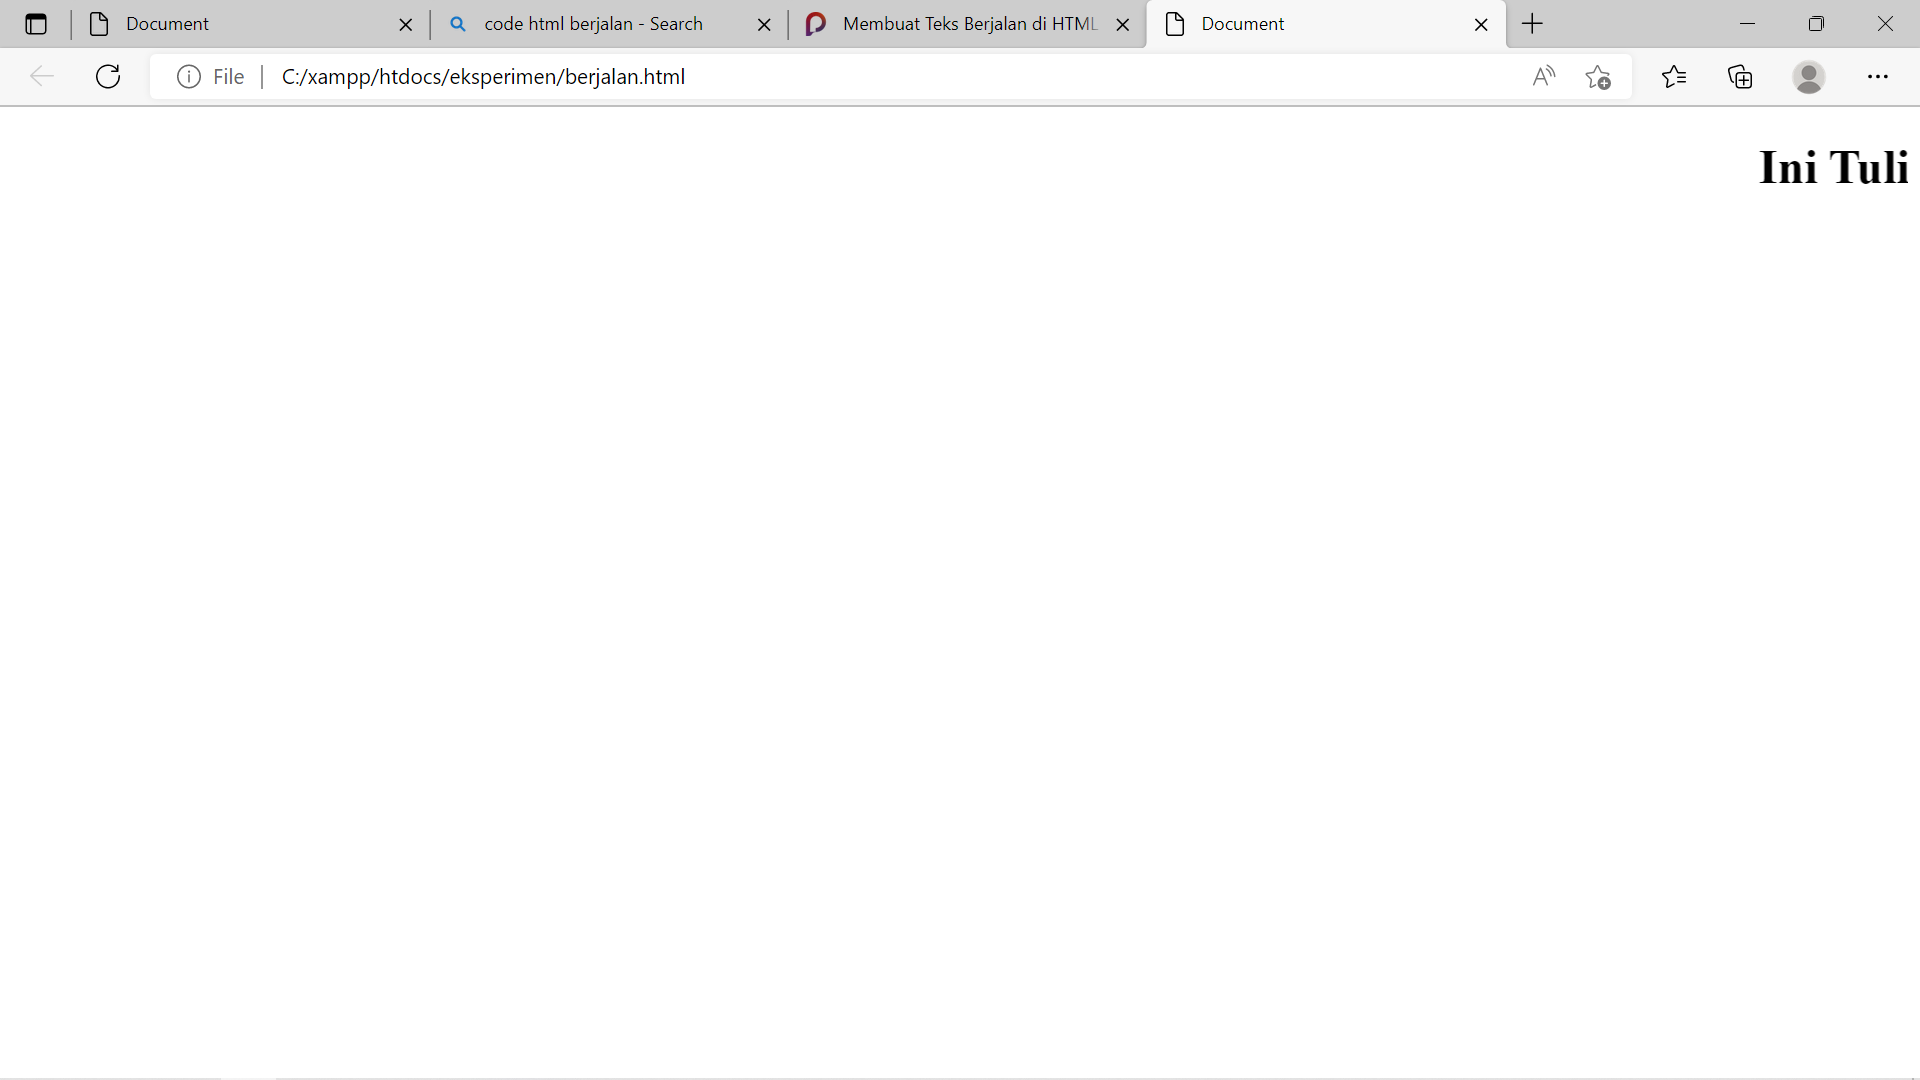 Document
code html berjalan - Search
Membuat Teks Berjalan di HTML
Document
File
C:/xampp/htdocs/eksperimen/berjalan.html
Ini Tuli